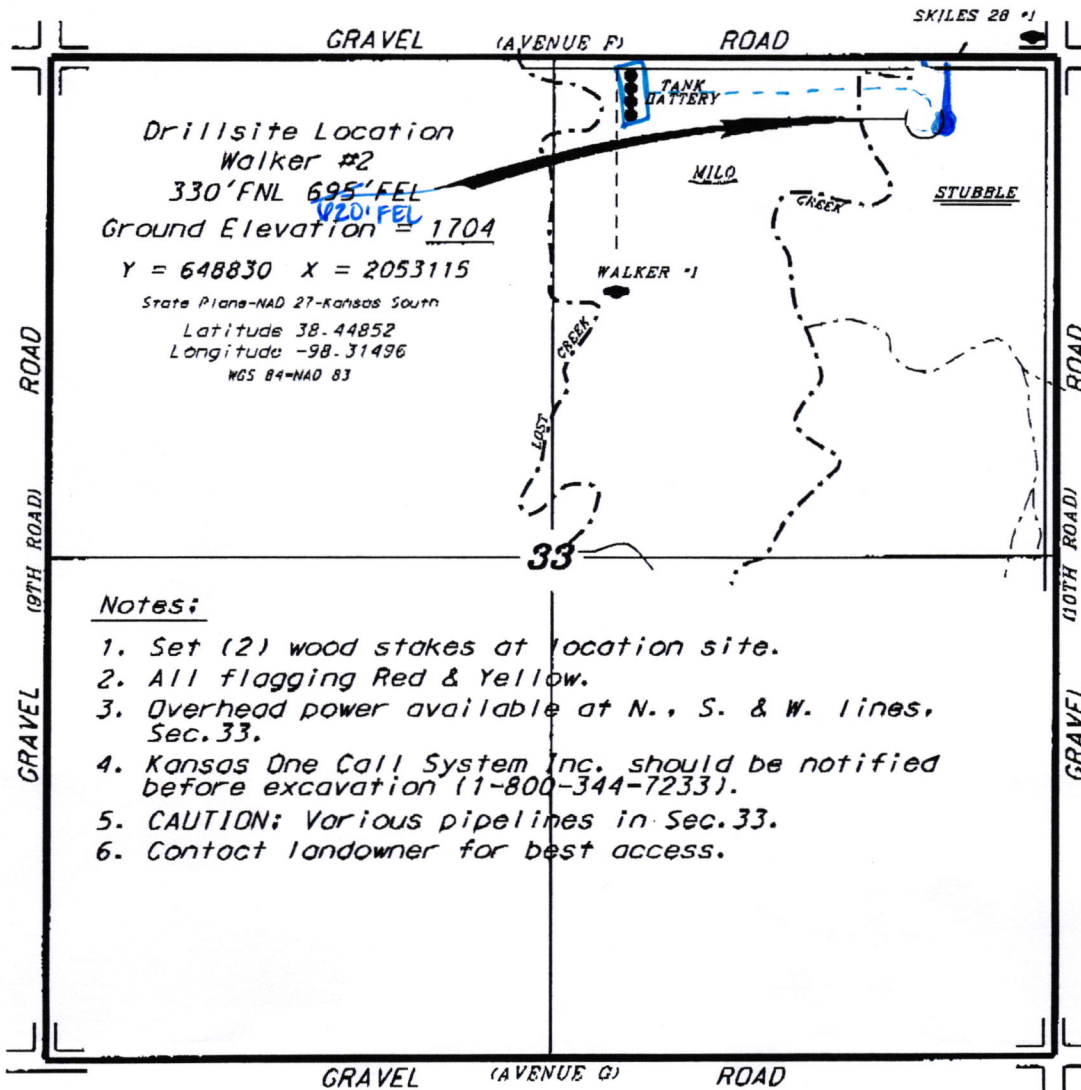 SKILES 28 #1
GRAVEL (AVENUE F) ROAD
TANK
BATTERY
Drillsite Location
Walker #2
330'FNL 695'FEL
620' FEL
Ground Elevation = 1704
Y = 648830 X = 2053115
State Plane-NAD 27-Kansas South
Latitude 38.44852
Longitude -98.31496
WGS 84=NAD 83
MILO
CREEK
STUBBLE
WALKER #1
LOST CREEK
33
GRAVEL (9TH ROAD) ROAD
GRAVEL (10TH ROAD) ROAD
Notes:
1. Set (2) wood stakes at location site.
2. All flagging Red & Yellow.
3. Overhead power available at N., S. & W. lines,
Sec.33.
4. Kansas One Call System Inc. should be notified
before excavation (1-800-344-7233).
5. CAUTION: Various pipelines in Sec.33.
6. Contact landowner for best access.
GRAVEL (AVENUE G) ROAD